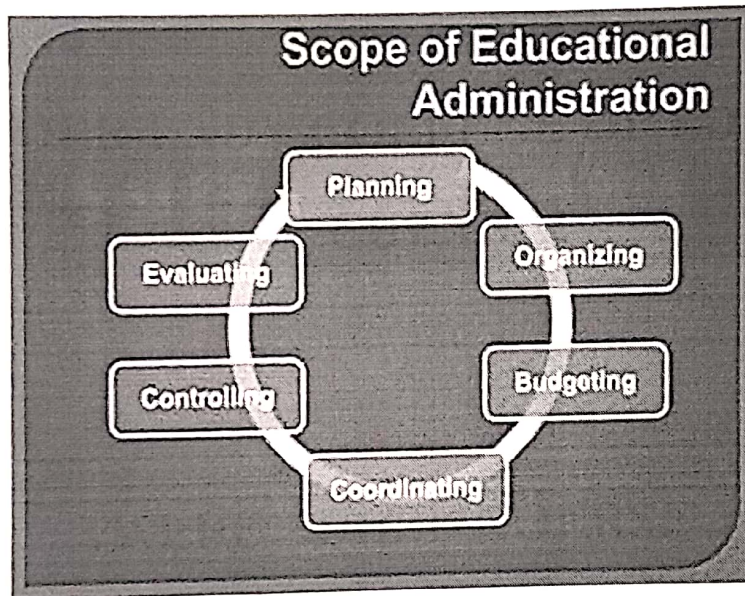 Scope of Educational
Administration
Planning
Organizing
Budgeting
Coordinating
Controlling
Evaluating